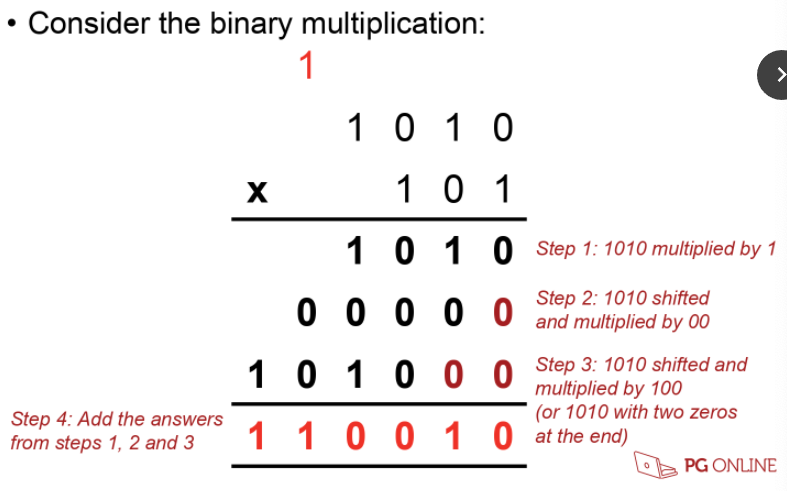 • Consider the binary multiplication:
1
1 0 1 0
x 1 0 1
1 0 1 0
Step 1: 1010 multiplied by 1
0 0 0 0 0
Step 2: 1010 shifted
and multiplied by 00
1 0 1 0 0 0
Step 3: 1010 shifted and
multiplied by 100
(or 1010 with two zeros
at the end)
Step 4: Add the answers
from steps 1, 2 and 3
1 1 0 0 1 0
PG ONLINE